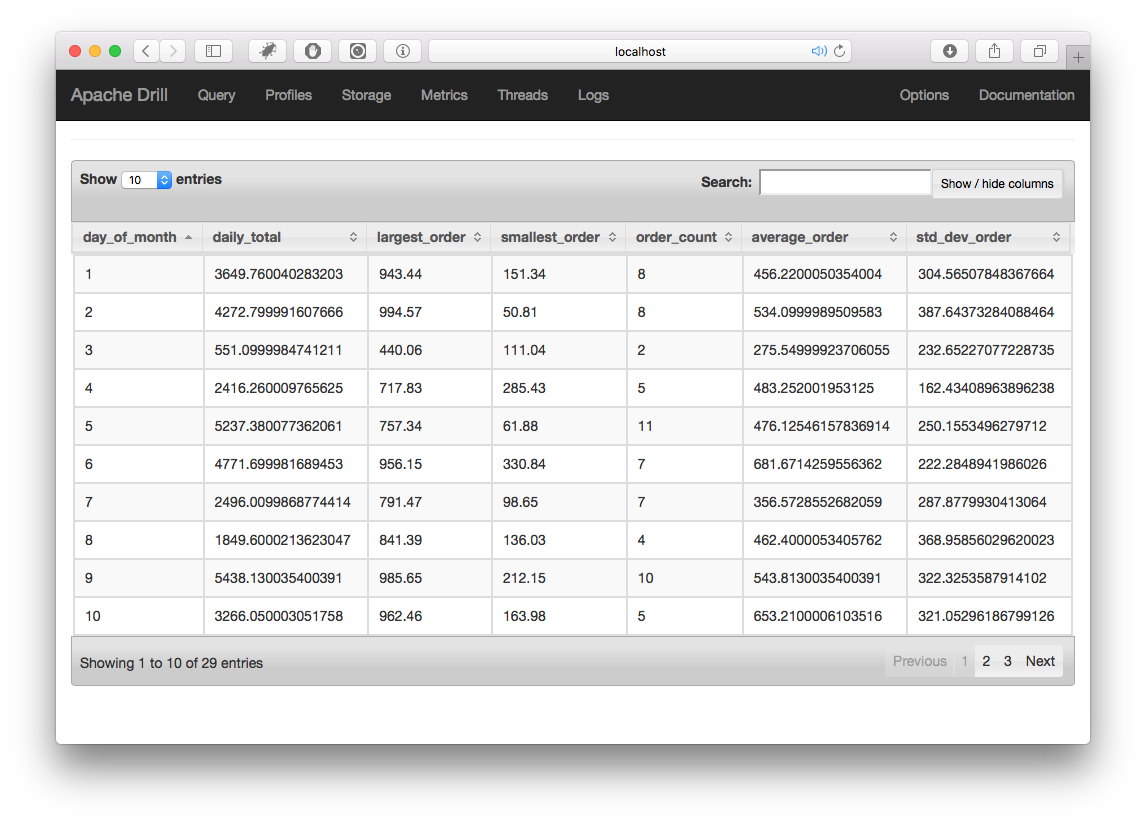 localhost
Apache Drill Query Profiles Storage Metrics Threads Logs Options Documentation
Show 10 entries Search: Show / hide columns
day_of_month daily_total largest_order smallest_order order_count average_order std_dev_order
1 3649.760040283203 943.44 151.34 8 456.2200050354004 304.56507848367664
2 4272.799991607666 994.57 50.81 8 534.0999989509583 387.64373284088464
3 551.0999984741211 440.06 111.04 2 275.54999923706055 232.65227077228735
4 2416.260009765625 717.83 285.43 5 483.252001953125 162.43408963896238
5 5237.380077362061 757.34 61.88 11 476.12546157836914 250.1553496279712
6 4771.699981689453 956.15 330.84 7 681.6714259556362 222.2848941986026
7 2496.0099868774414 791.47 98.65 7 356.5728552682059 287.8779930413064
8 1849.6000213623047 841.39 136.03 4 462.4000053405762 368.95856029620023
9 5438.130035400391 985.65 212.15 10 543.8130035400391 322.3253587914102
10 3266.050003051758 962.46 163.98 5 653.2100006103516 321.05296186799126
Showing 1 to 10 of 29 entries Previous 1 2 3 Next